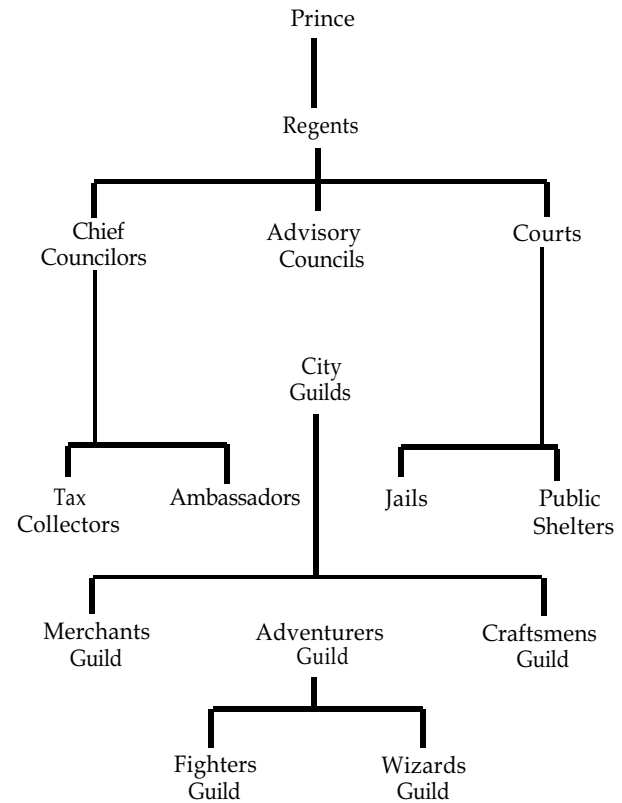 Prince
Regents
Chief
Councilors
Advisory
Councils
Courts
City
Guilds
Tax
Collectors
Ambassadors
Jails
Public
Shelters
Merchants
Guild
Adventurers
Guild
Craftsmens
Guild
Fighters
Guild
Wizards
Guild